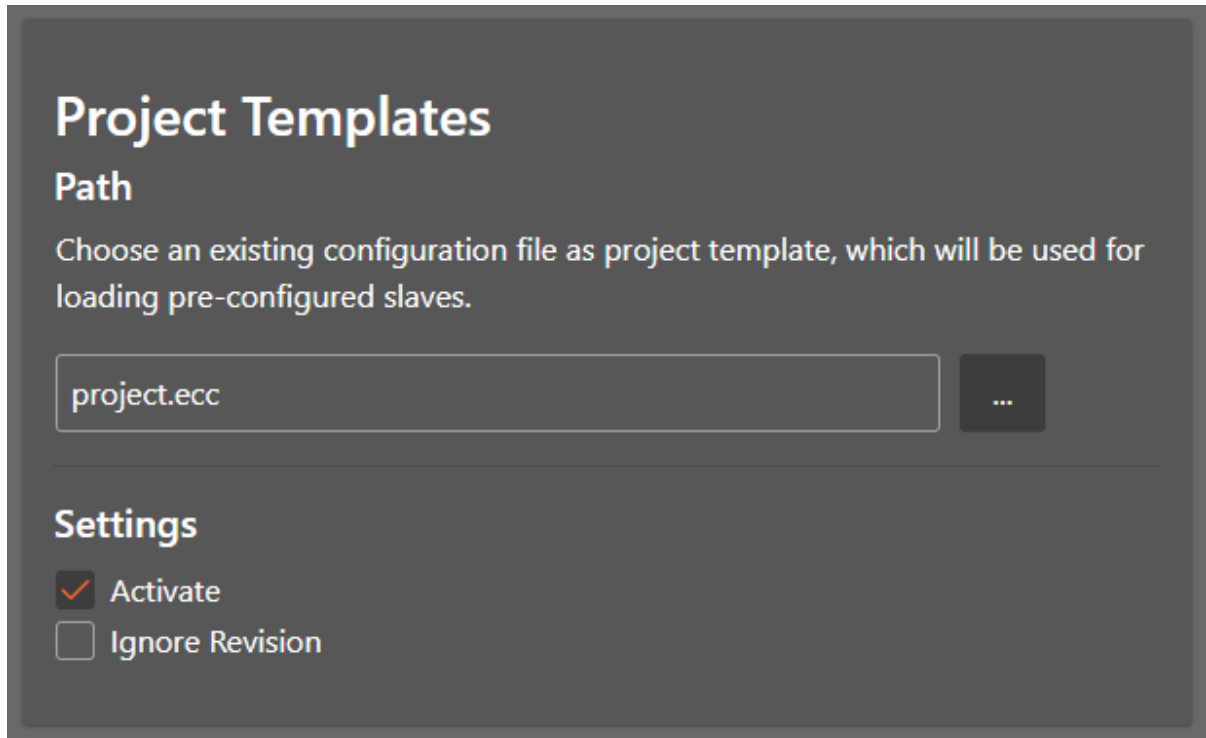 Project Templates
Path
Choose an existing configuration file as project template, which will be used for
loading pre-configured slaves.
project.ecc
...
Settings
Activate
Ignore Revision